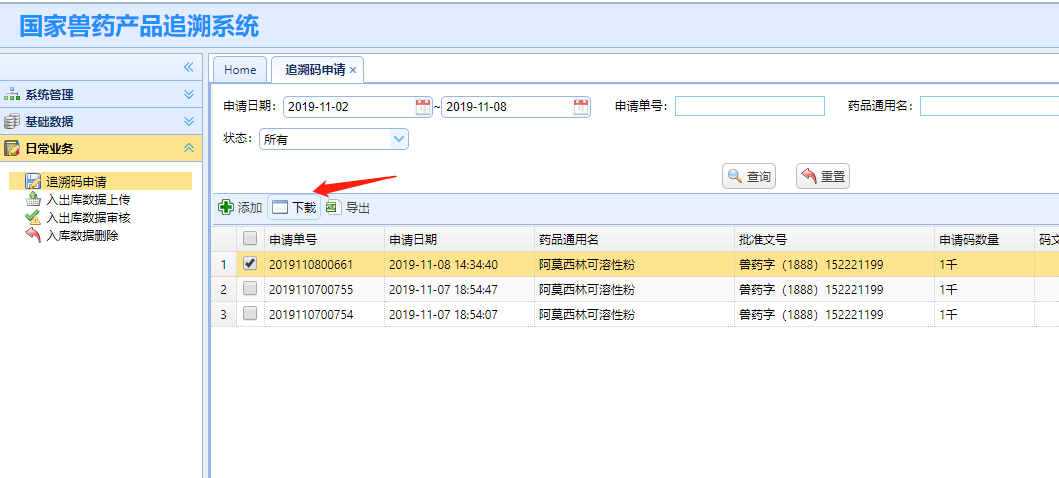 国家兽药产品追溯系统
系统管理
基础数据
日常业务
追溯码申请
入出库数据上传
入出库数据审核
入库数据删除
Home 追溯码申请
申请日期： 2019-11-02 ~ 2019-11-08 申请单号： 药品通用名：
状态： 所有
查询 重置
添加 下载 导出
申请单号 申请日期 药品通用名 批准文号 申请码数量 码文
1 2019110800661 2019-11-08 14:34:40 阿莫西林可溶性粉 兽药字（1888）152221199 1千
2 2019110700755 2019-11-07 18:54:47 阿莫西林可溶性粉 兽药字（1888）152221199 1千
3 2019110700754 2019-11-07 18:54:07 阿莫西林可溶性粉 兽药字（1888）152221199 1千